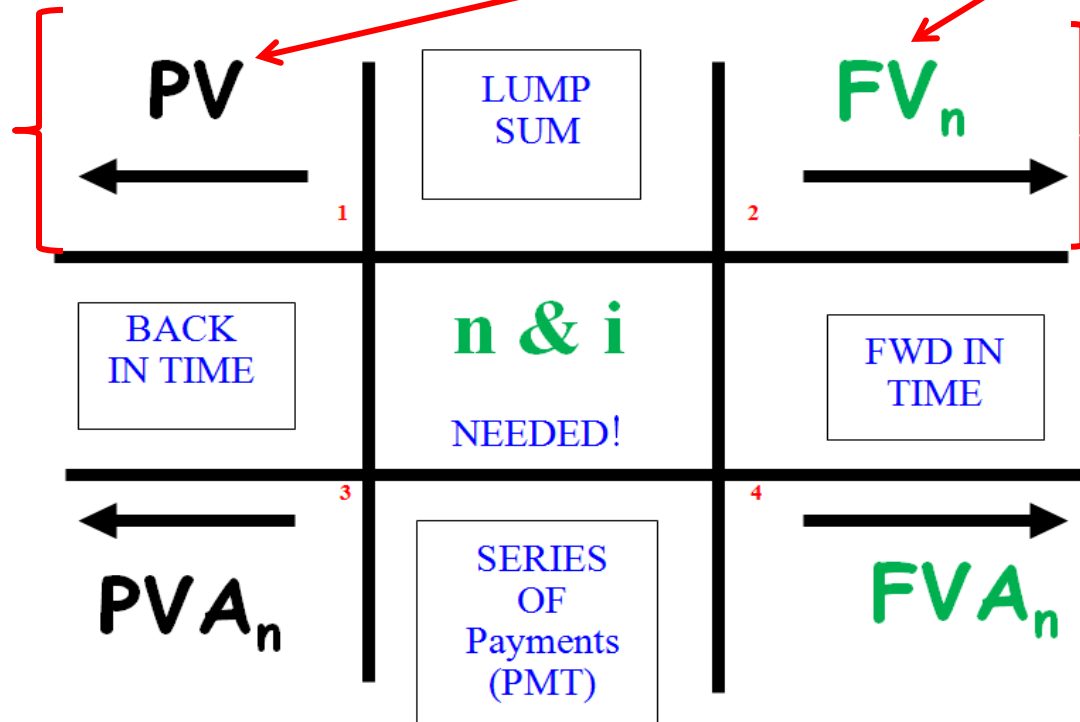 PV
LUMP
SUM
FVn
1
2
BACK
IN TIME
n & i
NEEDED!
FWD IN
TIME
3
4
PVAn
SERIES
OF
Payments
(PMT)
FVAn